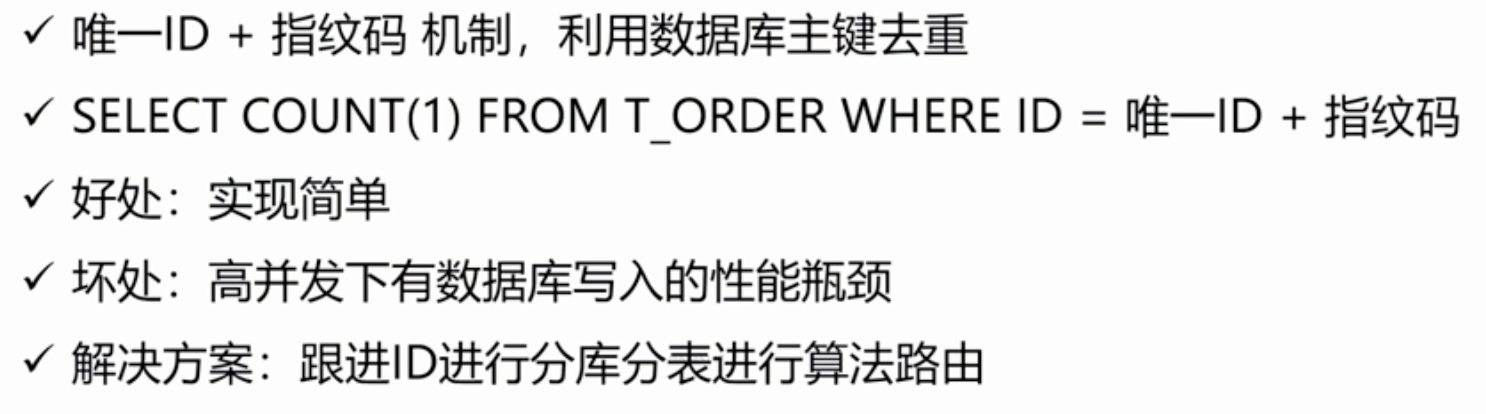 ✓ 唯一ID + 指纹码 机制，利用数据库主键去重
✓ SELECT COUNT(1) FROM T_ORDER WHERE ID = 唯一ID + 指纹码
✓ 好处：实现简单
✓ 坏处：高并发下有数据库写入的性能瓶颈
✓ 解决方案：跟进ID进行分库分表进行算法路由